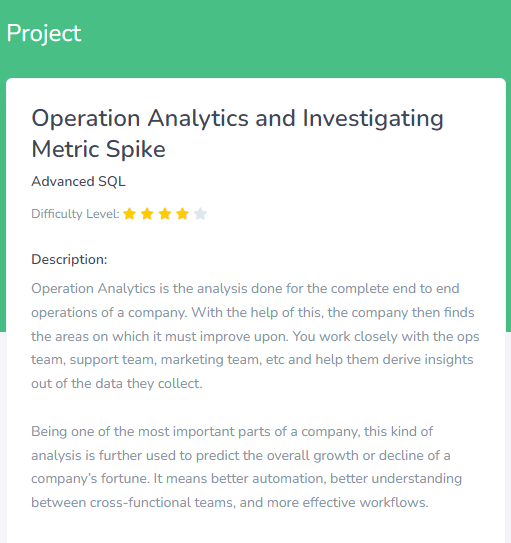 Project
Operation Analytics and Investigating
Metric Spike
Advanced SQL
Difficulty Level:
Description:
Operation Analytics is the analysis done for the complete end to end
operations of a company. With the help of this, the company then finds
the areas on which it must improve upon. You work closely with the ops
team, support team, marketing team, etc and help them derive insights
out of the data they collect.
Being one of the most important parts of a company, this kind of
analysis is further used to predict the overall growth or decline of a
company’s fortune. It means better automation, better understanding
between cross-functional teams, and more effective workflows.